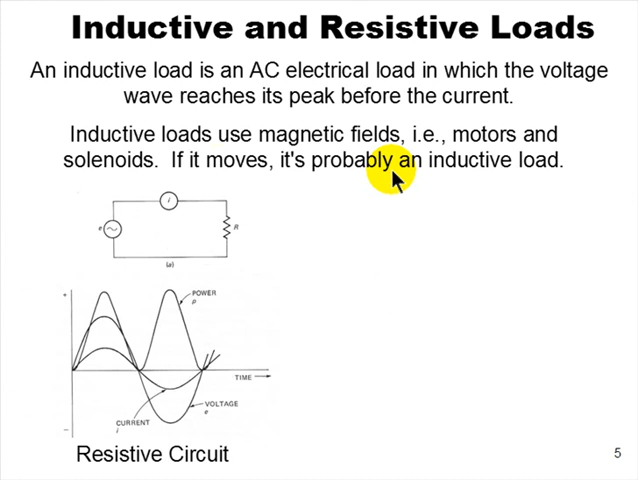 Inductive and Resistive Loads
An inductive load is an AC electrical load in which the voltage
wave reaches its peak before the current.
Inductive loads use magnetic fields, i.e., motors and
solenoids. If it moves, it's probably an inductive load.
i
e
R
(a)
+
POWER
p
TIME
VOLTAGE
e
CURRENT
i
−
Resistive Circuit
5